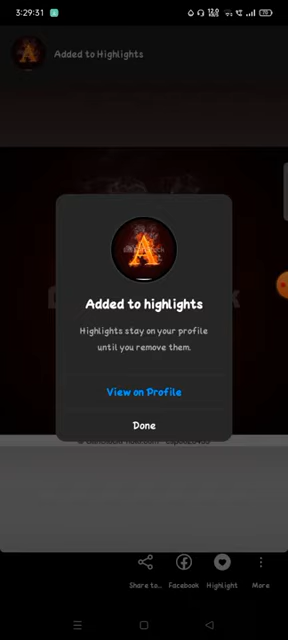 3:29:31
Added to Highlights
A
Added to highlights
Highlights stay on your profile
until you remove them.
View on Profile
Done
Share to... Facebook Highlight More